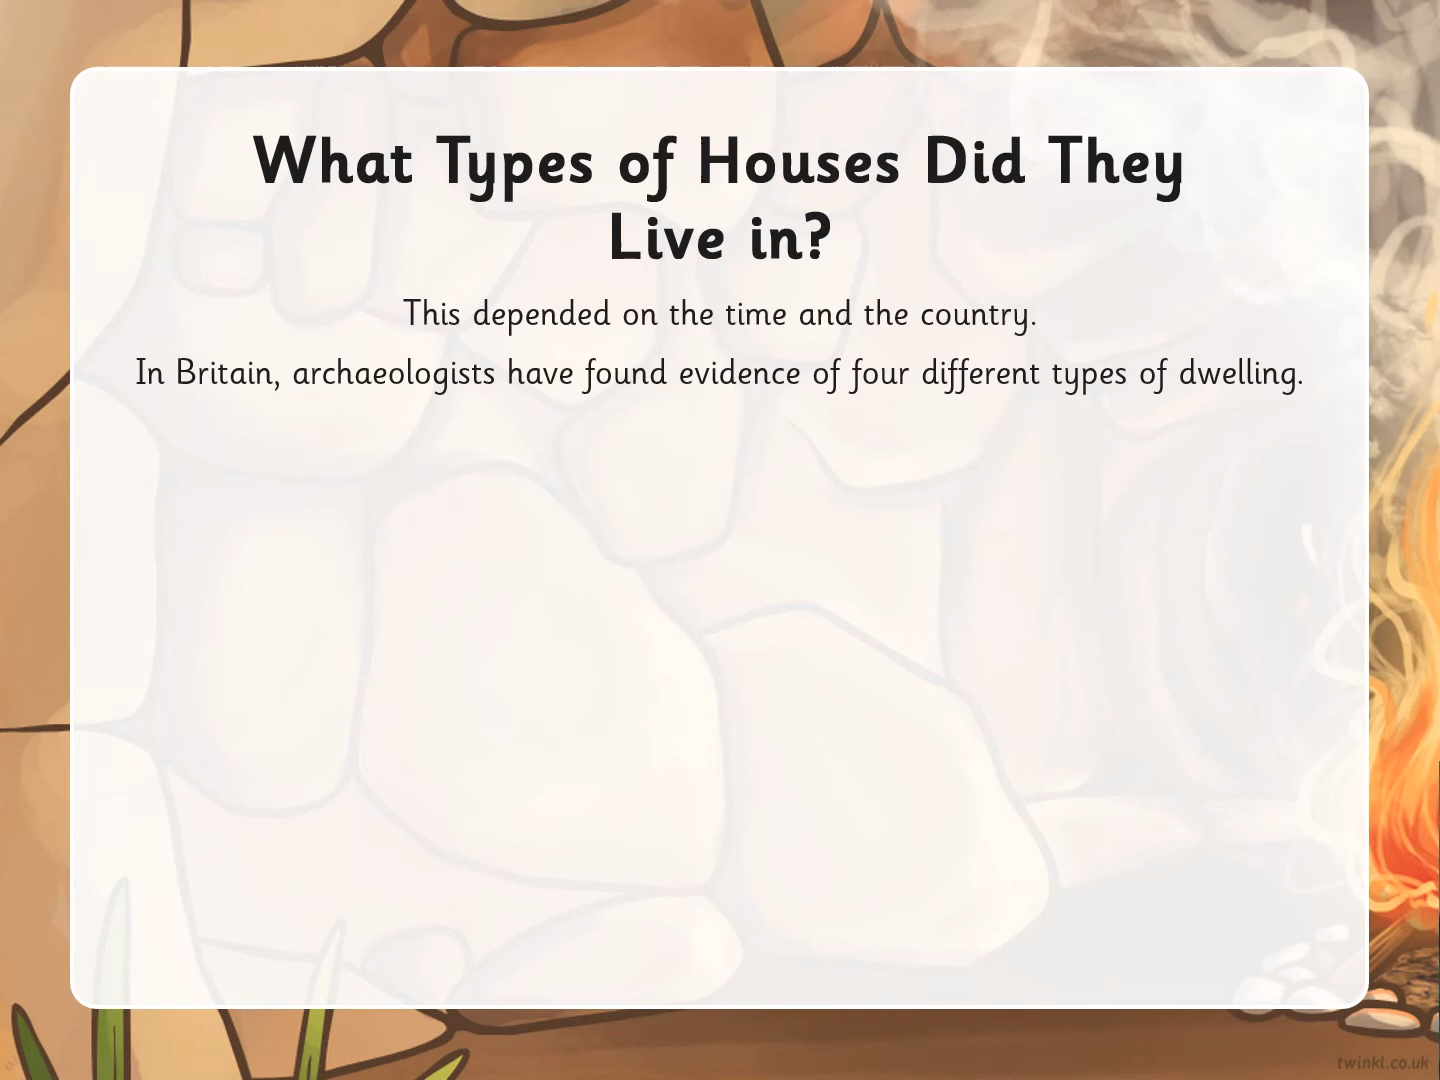 What Types of Houses Did They
Live in?
This depended on the time and the country.
In Britain, archaeologists have found evidence of four different types of dwelling.
twinkl.co.uk